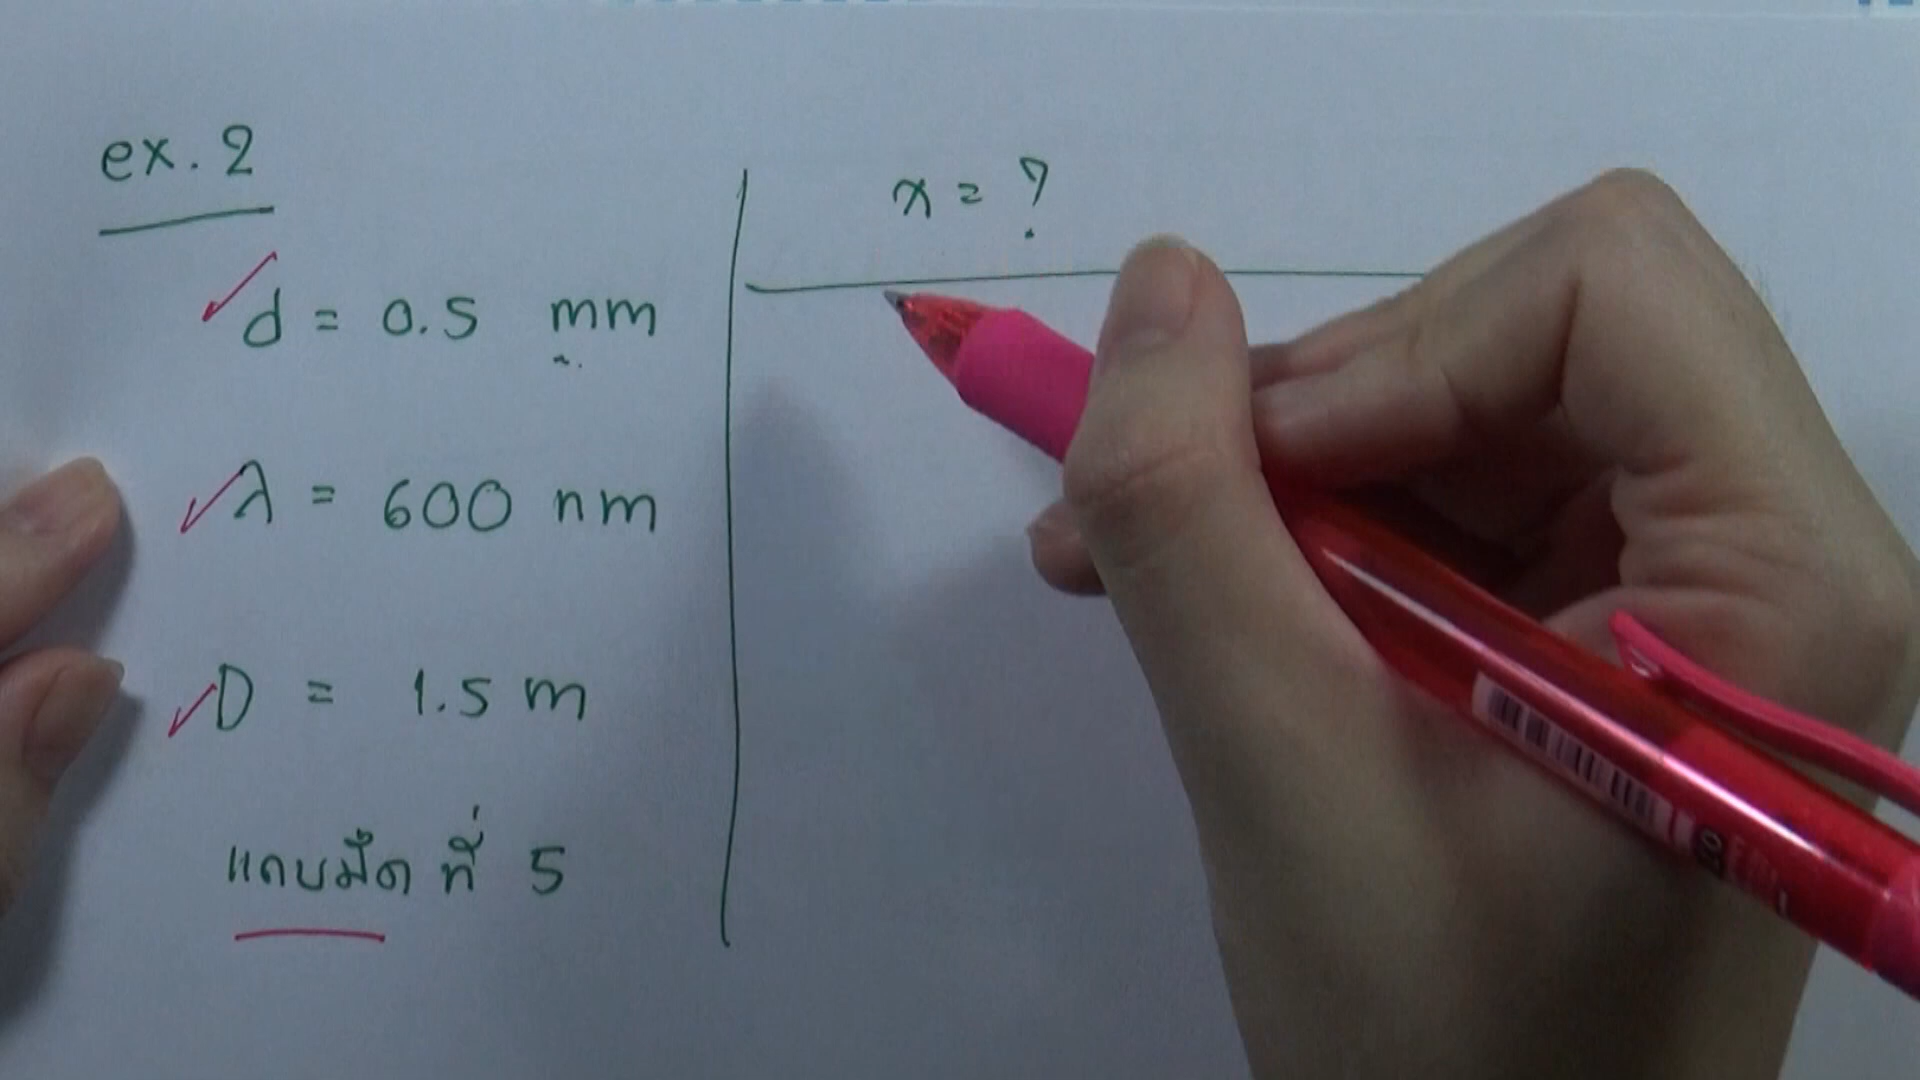 ex. 2
d = 0.5 mm
λ = 600 nm
D = 1.5 m
แถบมืด ที่ 5
x = ?